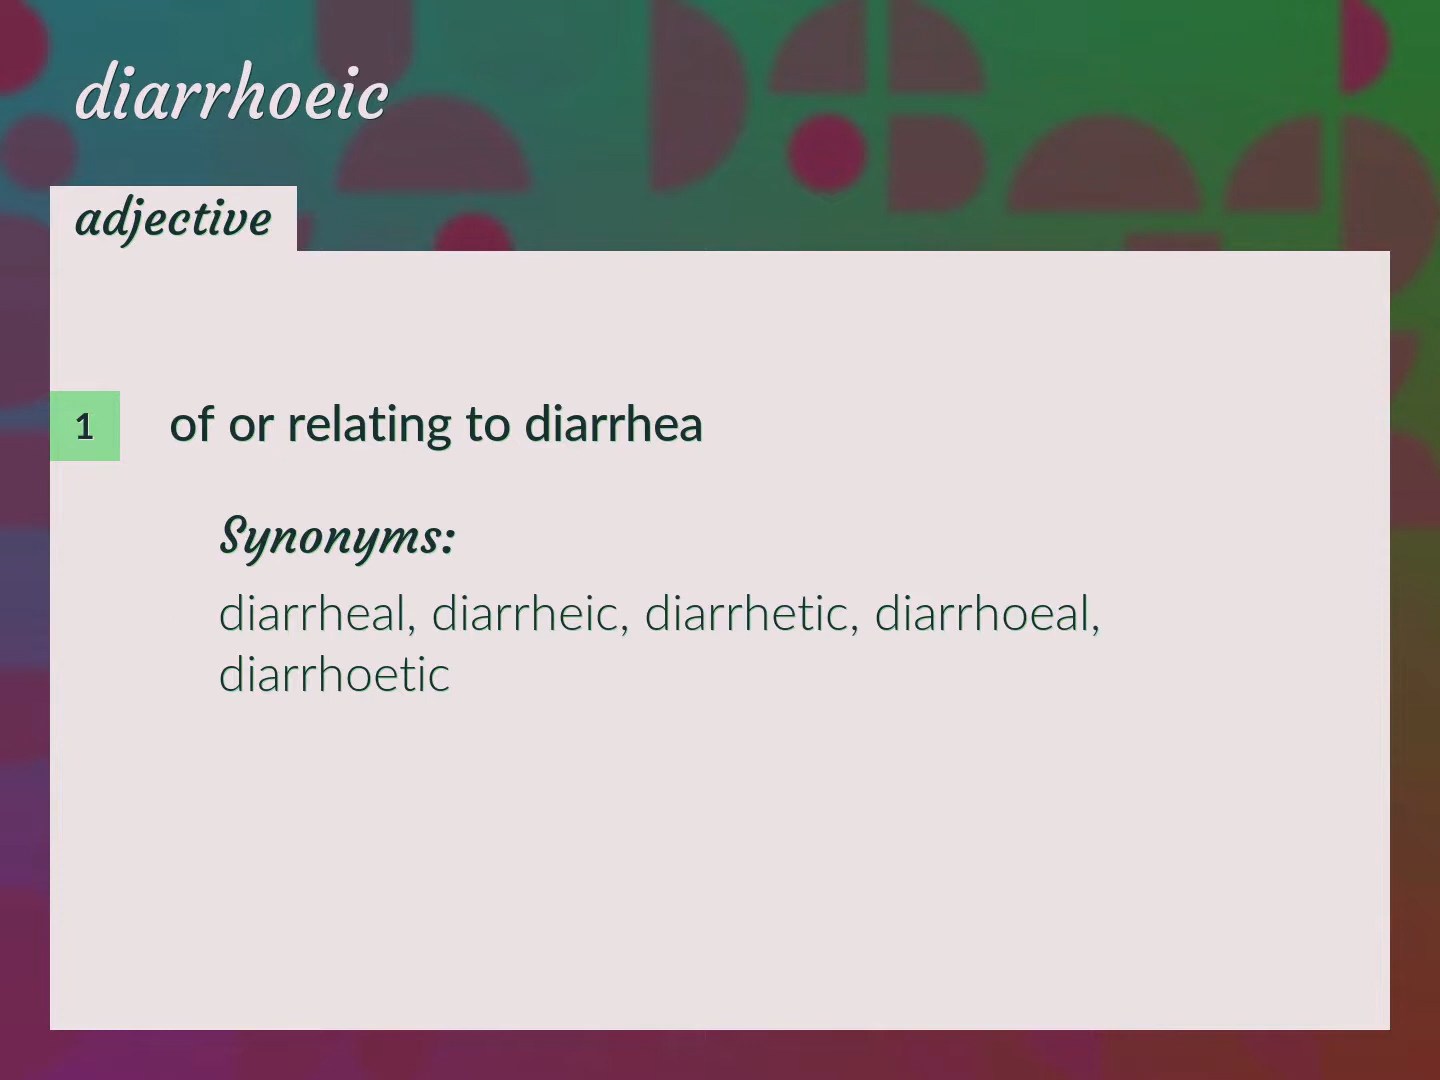 diarrhoeic
adjective
1 of or relating to diarrhea
Synonyms:
diarrheal, diarrheic, diarrhetic, diarrhoeal,
diarrhoetic